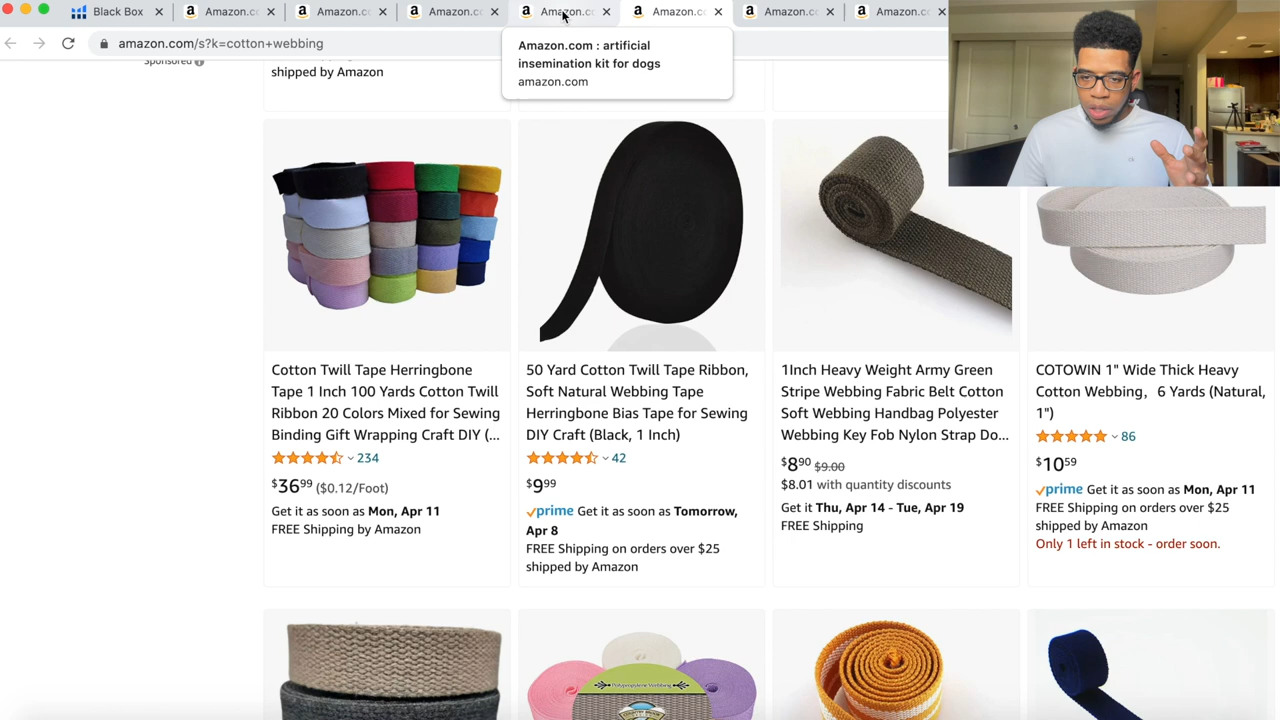 Black Box
Amazon.cc
Amazon.cc
Amazon.cc
Amazon.cc
Amazon.cc
Amazon.cc
Amazon.cc
amazon.com/s?k=cotton+webbing
Amazon.com : artificial
insemination kit for dogs
amazon.com
Sponsored
shipped by Amazon
Cotton Twill Tape Herringbone
Tape 1 Inch 100 Yards Cotton Twill
Ribbon 20 Colors Mixed for Sewing
Binding Gift Wrapping Craft DIY (...
234
$36 99 ($0.12/Foot)
Get it as soon as Mon, Apr 11
FREE Shipping by Amazon
50 Yard Cotton Twill Tape Ribbon,
Soft Natural Webbing Tape
Herringbone Bias Tape for Sewing
DIY Craft (Black, 1 Inch)
42
$9 99
prime Get it as soon as Tomorrow,
Apr 8
FREE Shipping on orders over $25
shipped by Amazon
1Inch Heavy Weight Army Green
Stripe Webbing Fabric Belt Cotton
Soft Webbing Handbag Polyester
Webbing Key Fob Nylon Strap Do...
$8 90 $9.00
$8.01 with quantity discounts
Get it Thu, Apr 14 - Tue, Apr 19
FREE Shipping
COTOWIN 1" Wide Thick Heavy
Cotton Webbing，6 Yards (Natural,
1")
86
$10 59
prime Get it as soon as Mon, Apr 11
FREE Shipping on orders over $25
shipped by Amazon
Only 1 left in stock - order soon.
Polypropylene Webbing